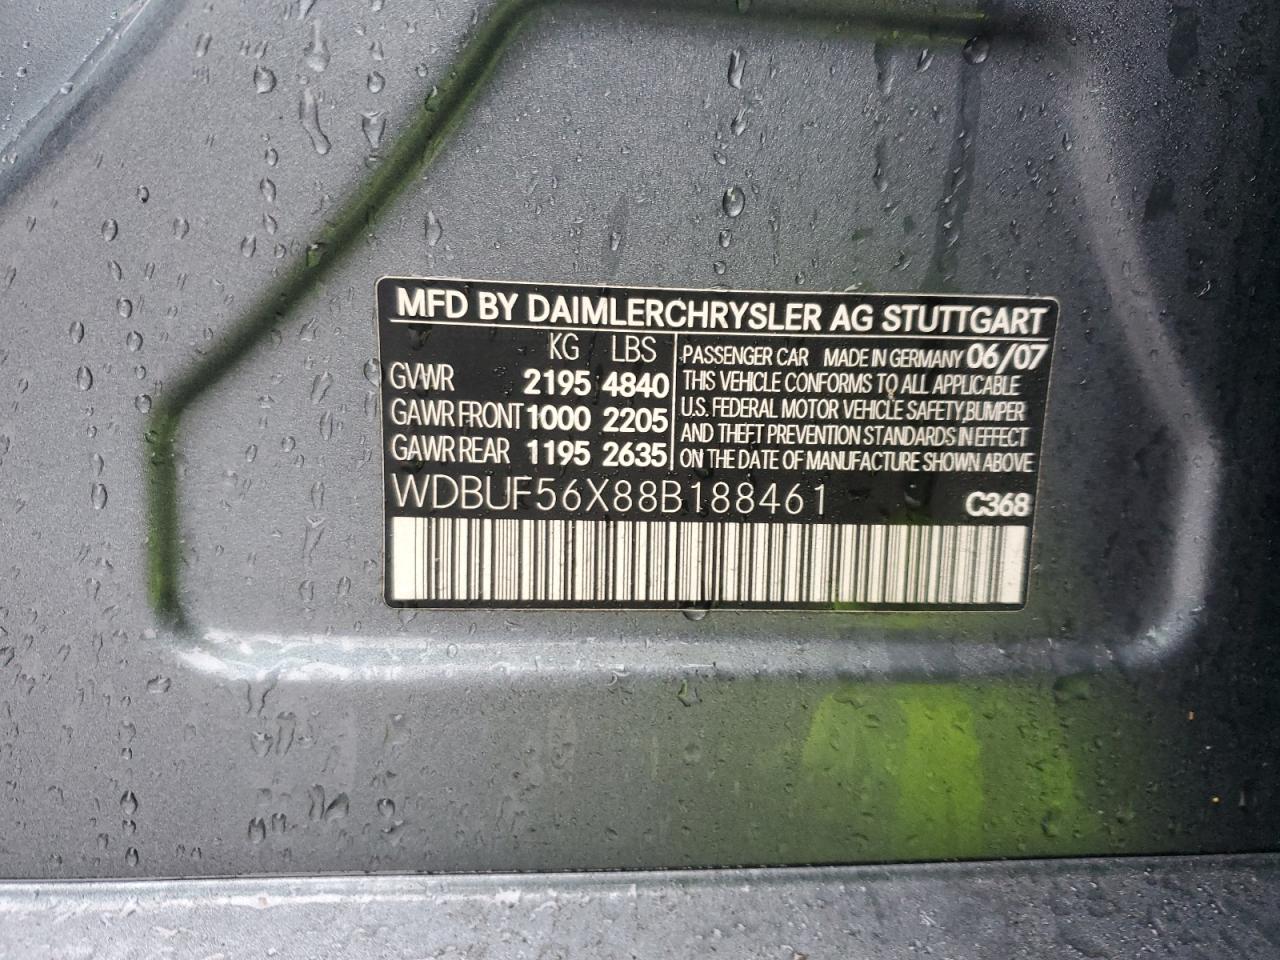 MFD BY DAIMLERCHRYSLER AG STUTTGART
KG LBS
GVWR 2195 4840
GAWR FRONT 1000 2205
GAWR REAR 1195 2635
PASSENGER CAR MADE IN GERMANY 06/07
THIS VEHICLE CONFORMS TO ALL APPLICABLE
U.S. FEDERAL MOTOR VEHICLE SAFETY, BUMPER
AND THEFT PREVENTION STANDARDS IN EFFECT
ON THE DATE OF MANUFACTURE SHOWN ABOVE
WDBUF56X88B188461 C368